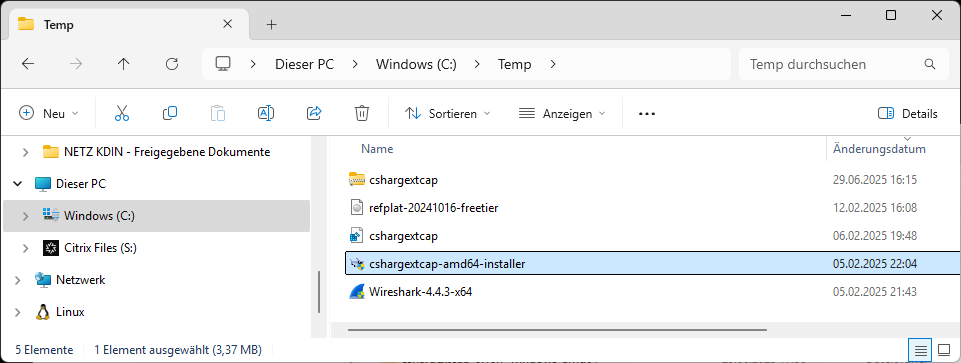 Temp
Dieser PC Windows (C:) Temp Temp durchsuchen
Neu Sortieren Anzeigen Details
NETZ KDIN - Freigegebene Dokumente
Dieser PC
Windows (C:)
Citrix Files (S:)
Netzwerk
Linux
Name Änderungsdatum
cshargextcap 29.06.2025 16:15
refplat-20241016-freetier 12.02.2025 16:08
cshargextcap 06.02.2025 19:48
cshargextcap-amd64-installer 05.02.2025 22:04
Wireshark-4.4.3-x64 05.02.2025 21:43
5 Elemente 1 Element ausgewählt (3,37 MB)